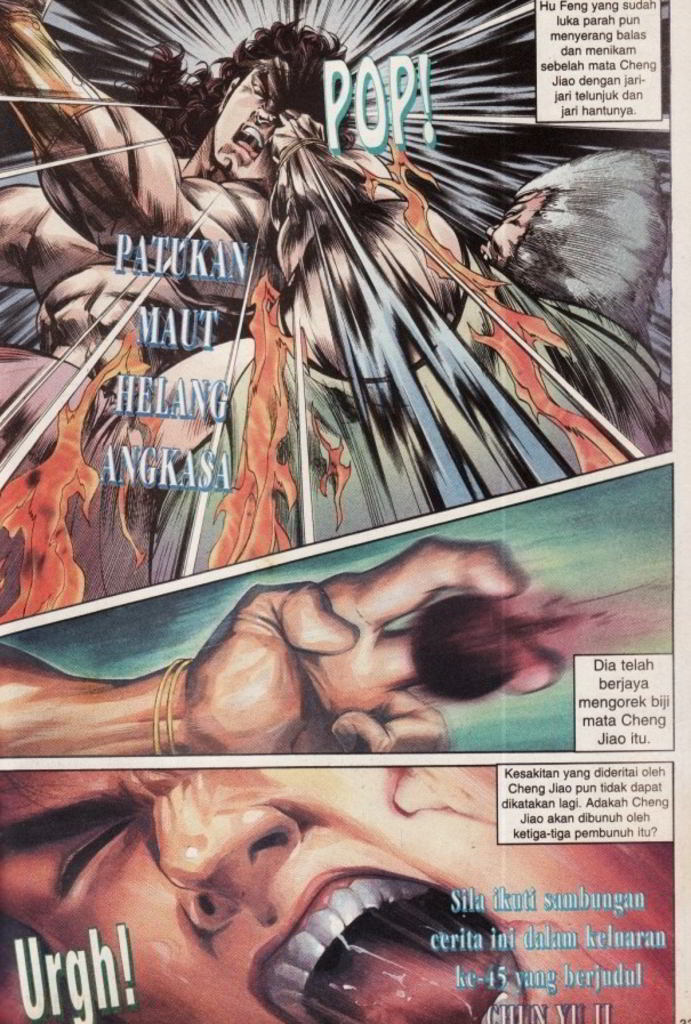 Hu Feng yang sudah
luka parah pun
menyerang balas
dan menikam
sebelah mata Cheng
Jiao dengan jari-
jari telunjuk dan
jari hantunya.
POP!
PATUKAN
MAUT
HELANG
ANGKASA
Dia telah
berjaya
mengorek biji
mata Cheng
Jiao itu.
Kesakitan yang dideritai oleh
Cheng Jiao pun tidak dapat
dikatakan lagi. Adakah Cheng
Jiao akan dibunuh oleh
ketiga-tiga pembunuh itu?
Urgh!
Sila ikuti sambungan
cerita ini dalam keluaran
ke-45 yang berjudul